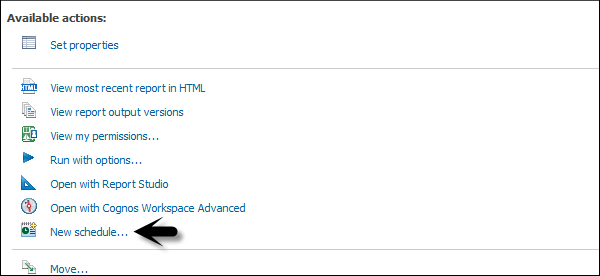 Available actions:
Set properties
View most recent report in HTML
View report output versions
View my permissions...
Run with options...
Open with Report Studio
Open with Cognos Workspace Advanced
New schedule...
Move...